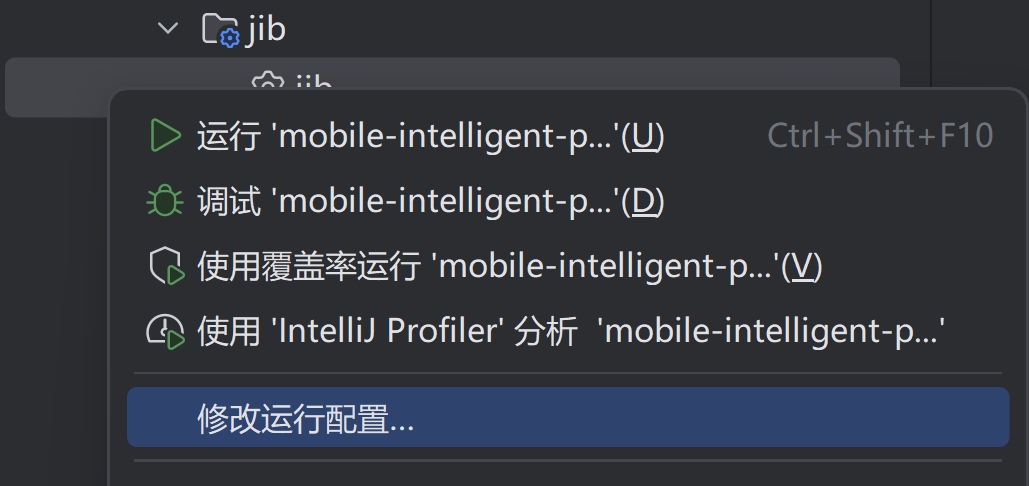 jib
jib
运行 'mobile-intelligent-p...'(U) Ctrl+Shift+F10
调试 'mobile-intelligent-p...'(D)
使用覆盖率运行 'mobile-intelligent-p...'(V)
使用 'IntelliJ Profiler' 分析 'mobile-intelligent-p...'
修改运行配置...